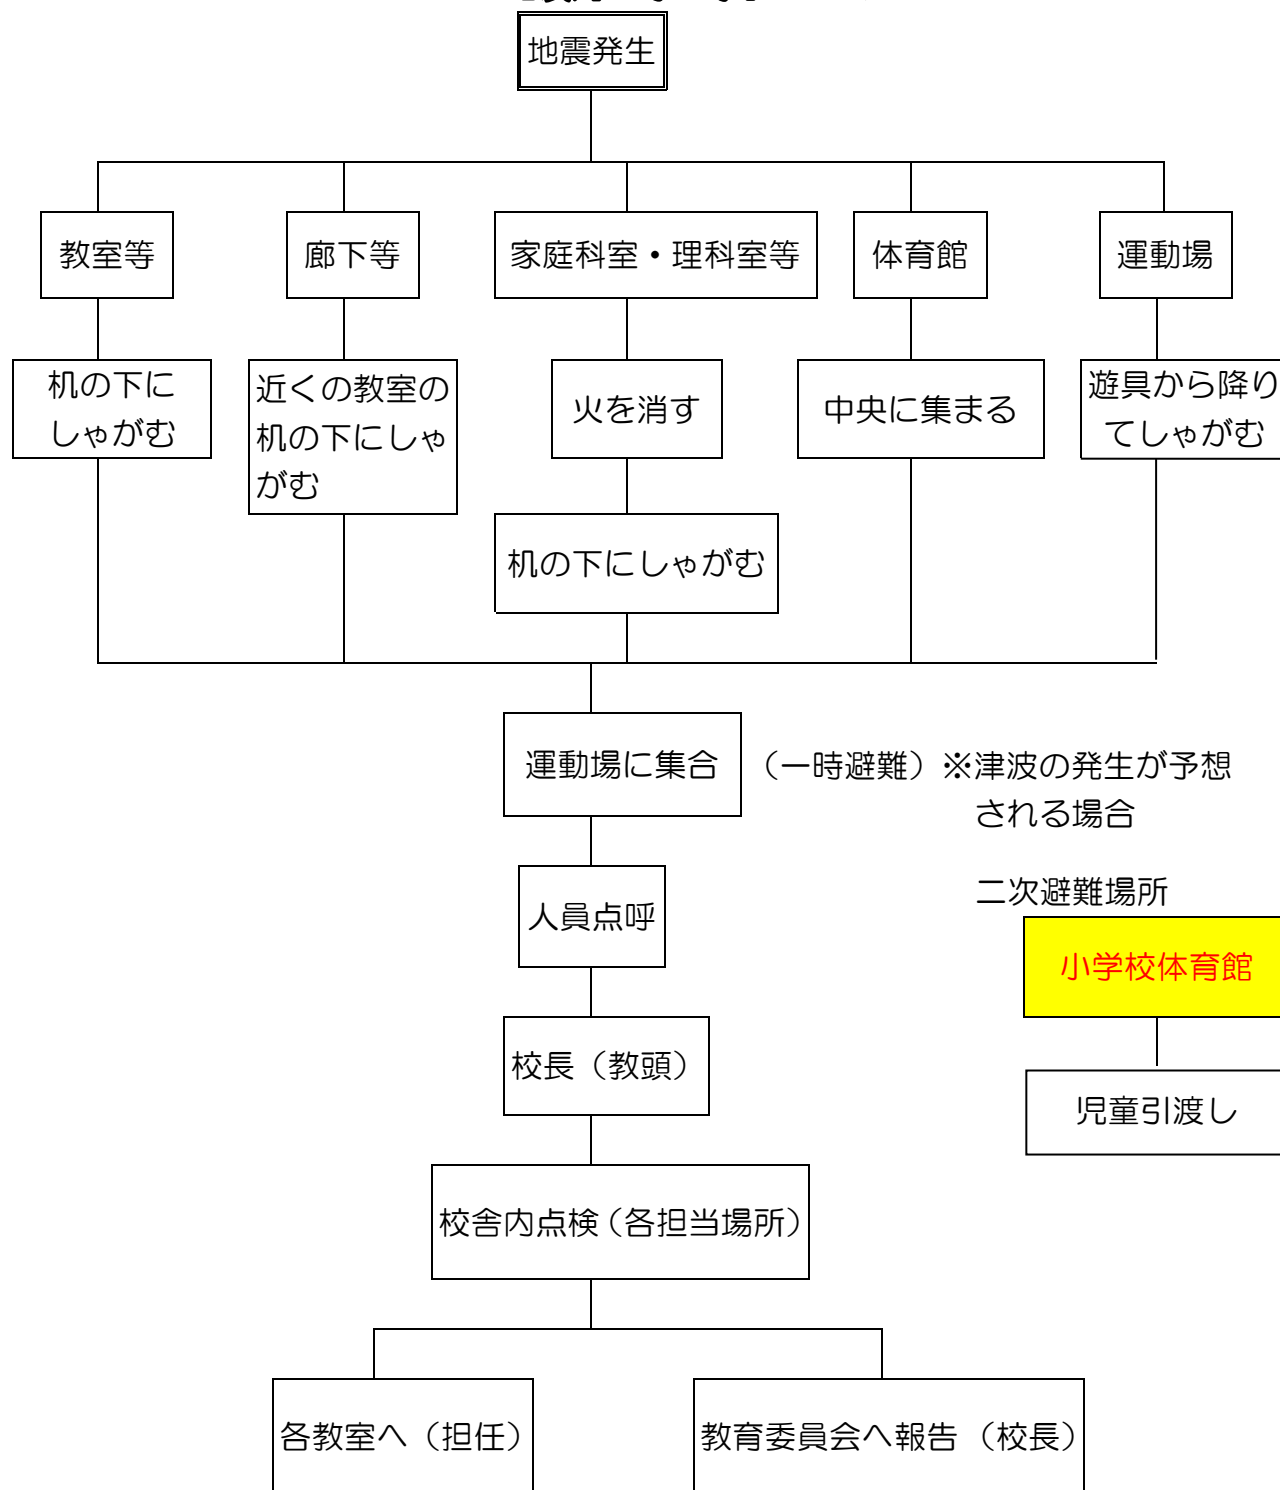 地震発生
教室等
廊下等
家庭科室・理科室等
体育館
運動場
机の下に
しゃがむ
近くの教室の
机の下にしゃ
がむ
火を消す
中央に集まる
遊具から降り
てしゃがむ
机の下にしゃがむ
運動場に集合
（一時避難）※津波の発生が予想
される場合
人員点呼
二次避難場所
小学校体育館
校長（教頭）
児童引渡し
校舎内点検（各担当場所）
各教室へ（担任）
教育委員会へ報告（校長）